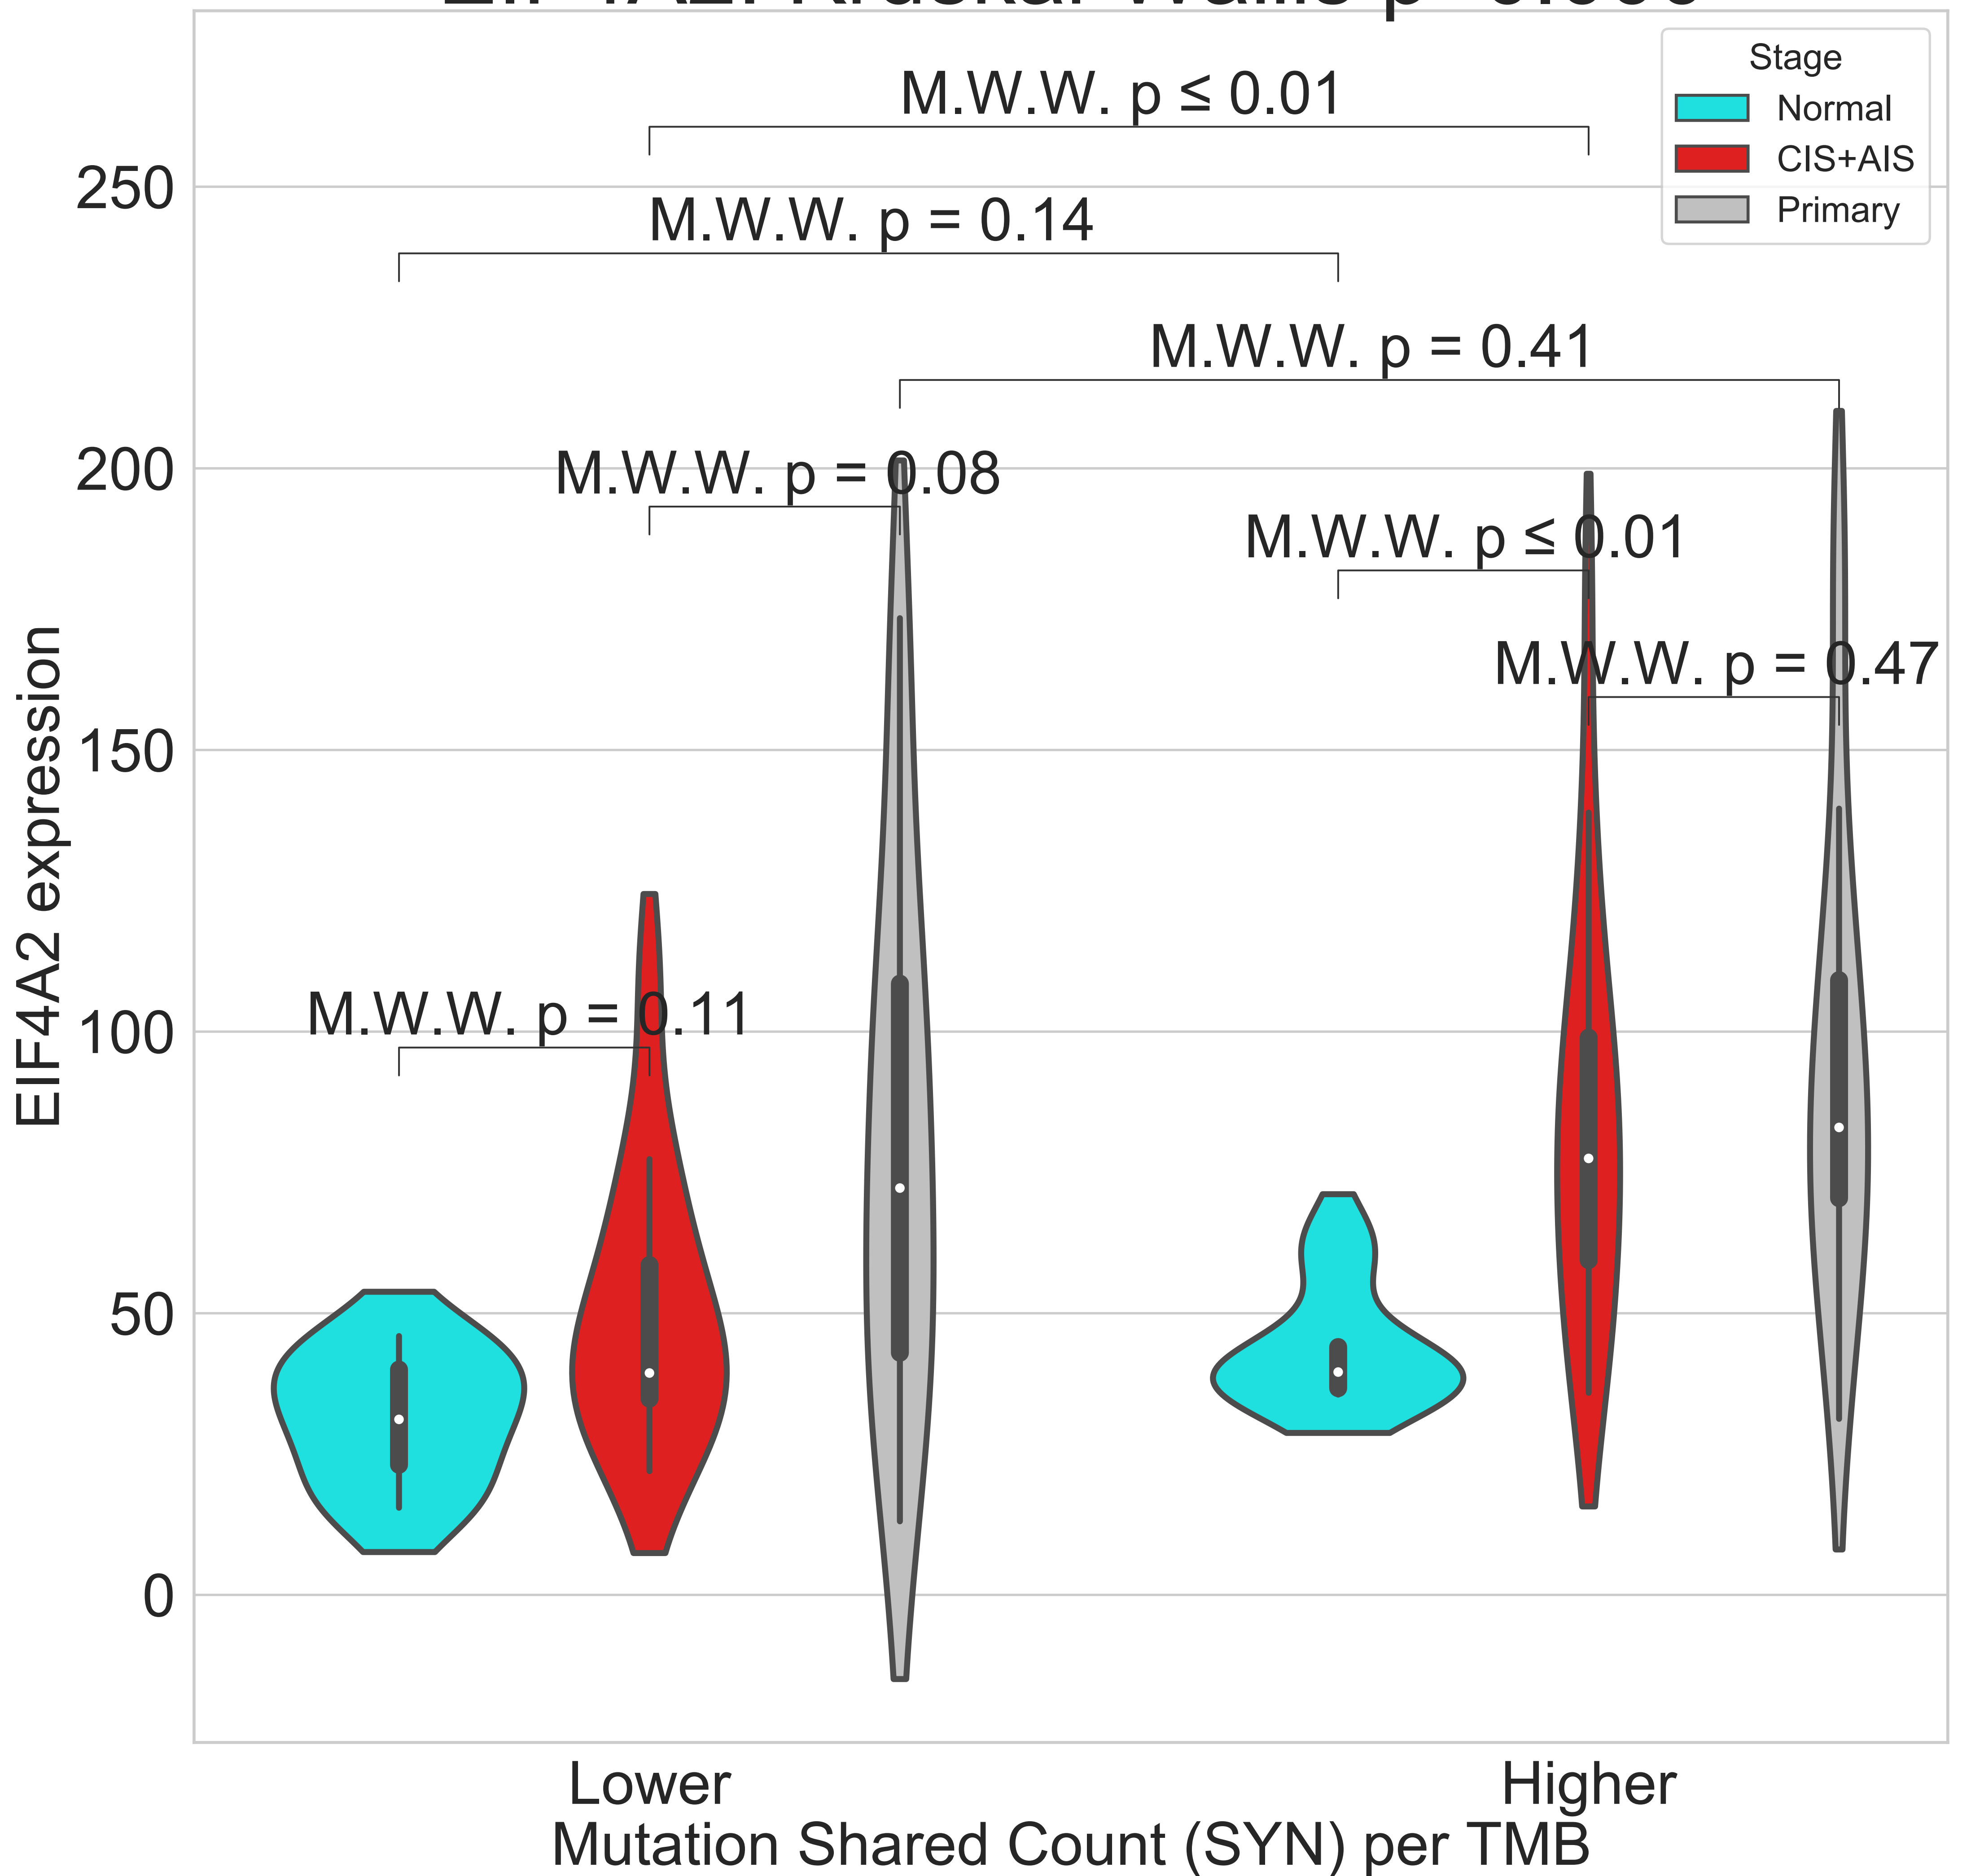 Stage
Normal
CIS+AIS
Primary
M.W.W. p ≤ 0.01
M.W.W. p = 0.14
M.W.W. p = 0.41
M.W.W. p = 0.08
M.W.W. p ≤ 0.01
M.W.W. p = 0.47
M.W.W. p = 0.11
EIF4A2 expression
250
200
150
100
50
0
Lower
Higher
Mutation Shared Count (SYN) per TMB